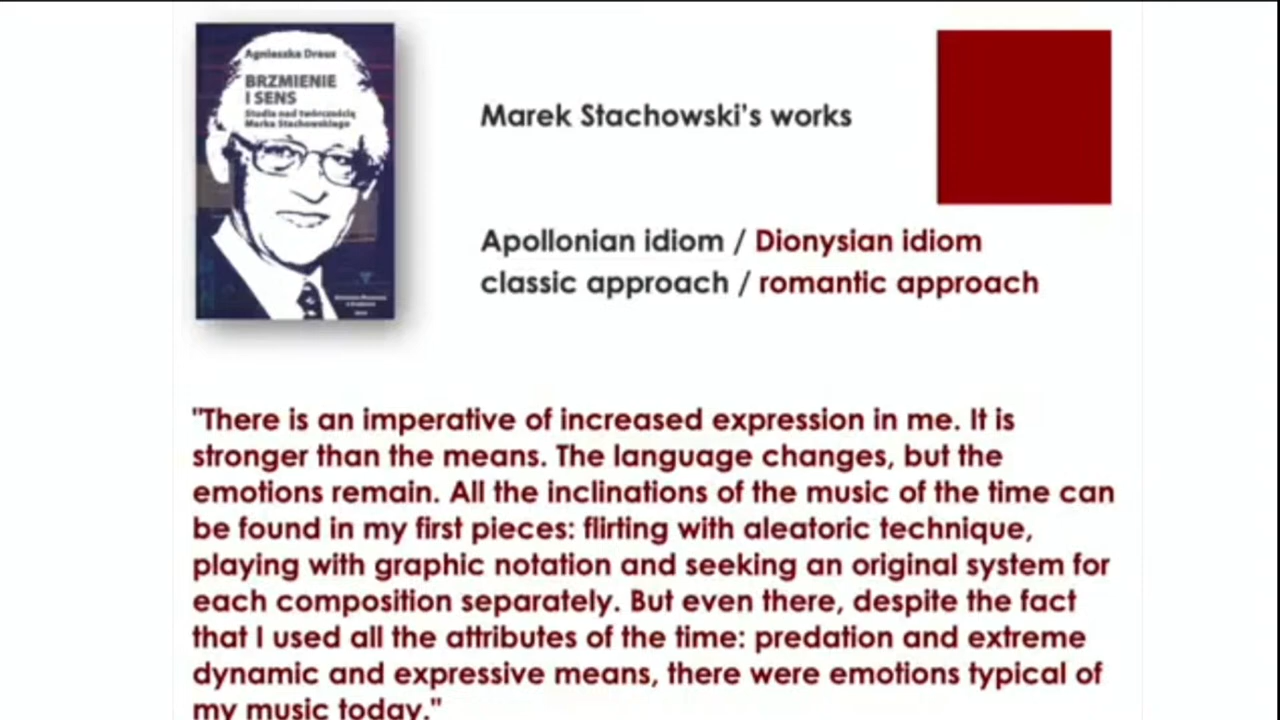 Agnieszka Draus
BRZMIENIE
I SENS
Studia nad twórczością
Marka Stachowskiego
Marek Stachowski's works
Apollonian idiom / Dionysian idiom
classic approach / romantic approach
"There is an imperative of increased expression in me. It is
stronger than the means. The language changes, but the
emotions remain. All the inclinations of the music of the time can
be found in my first pieces: flirting with aleatoric technique,
playing with graphic notation and seeking an original system for
each composition separately. But even there, despite the fact
that I used all the attributes of the time: predation and extreme
dynamic and expressive means, there were emotions typical of
my music today."